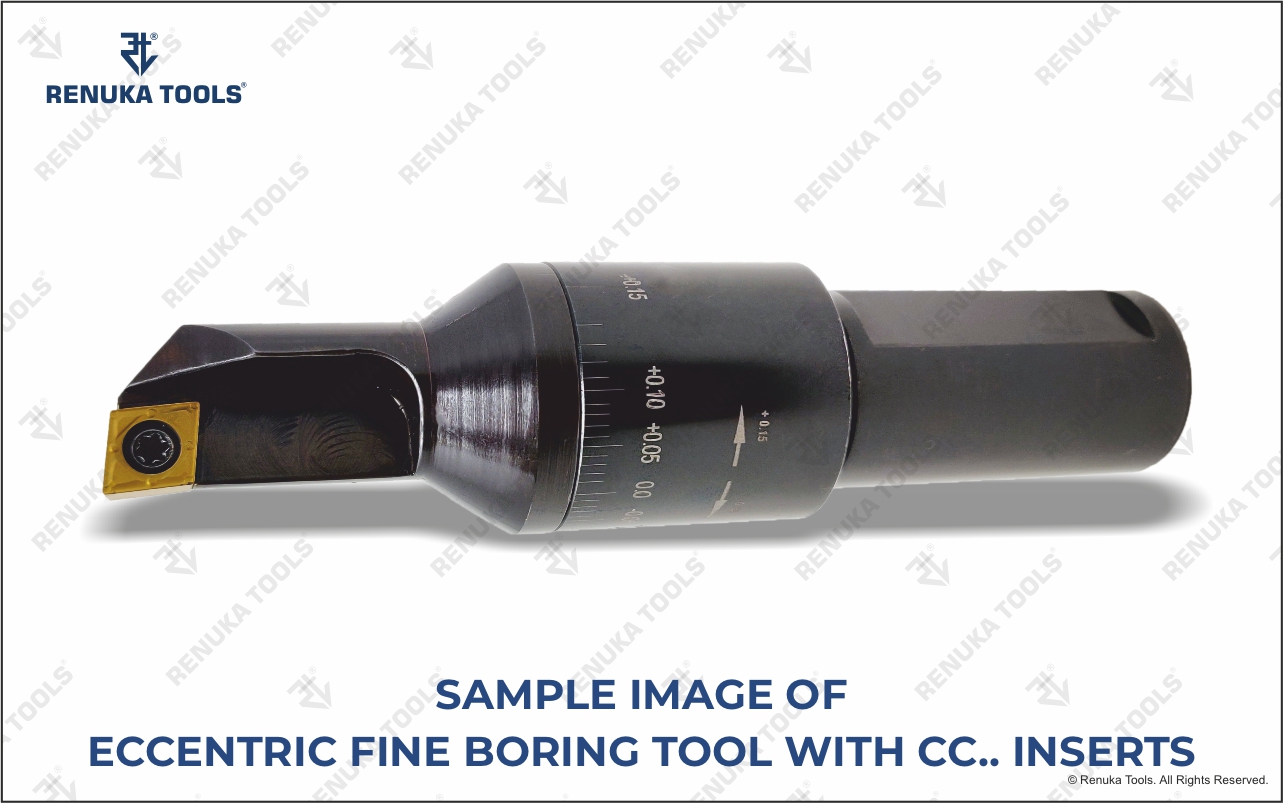 RENUKA TOOLS®
+0.15
+0.10
+0.05
0.0
+0.15
SAMPLE IMAGE OF
ECCENTRIC FINE BORING TOOL WITH CC.. INSERTS
© Renuka Tools. All Rights Reserved.